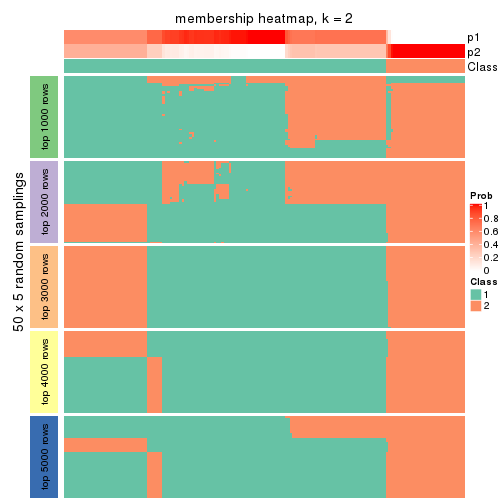 membership heatmap, k = 2
p1
p2
Class
50 x 5 random samplings
top 1000 rows
top 2000 rows
top 3000 rows
top 4000 rows
top 5000 rows
Prob
1
0.8
0.6
0.4
0.2
0
Class
1
2